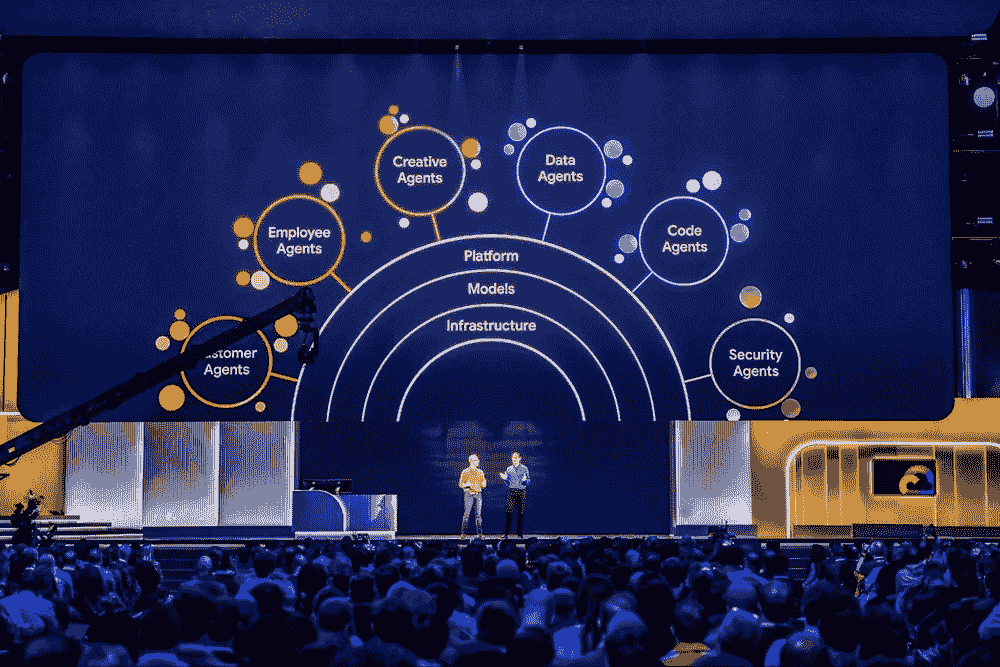 Creative
Agents
Data
Agents
Employee
Agents
Code
Agents
Platform
Models
Infrastructure
Agents
Security
Agents